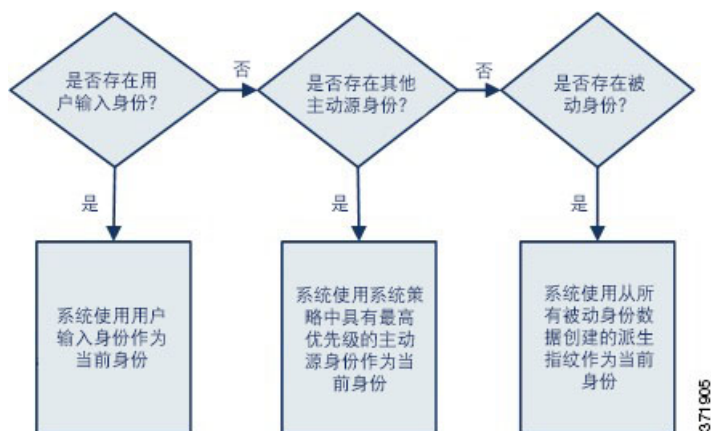 是否存在用
户输入身份？
否
是否存在其他
主动源身份？
否
是否存在被
动身份？
是
是
是
系统使用用户
输入身份作为
当前身份
系统使用系统策
略中具有最高
优先级的主动
源身份作为当
前身份
系统使用从所
有被动身份数
据创建的派生
指纹作为当前
身份
371905